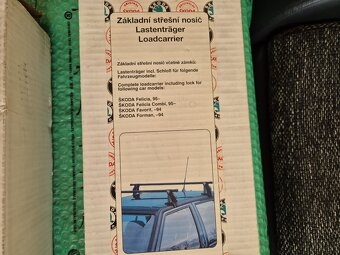 Základní střešní nosič
Lastenträger
Loadcarrier
Základní střešní nosič včetně zámků:
Lastenträger incl. Schloß für folgende
Fahrzeugmodelle:
Complete loadcarrier including lock for
following car models:
ŠKODA Felicia, 95–
ŠKODA Felicia Combi, 95–
ŠKODA Favorit, –94
ŠKODA Forman, –94